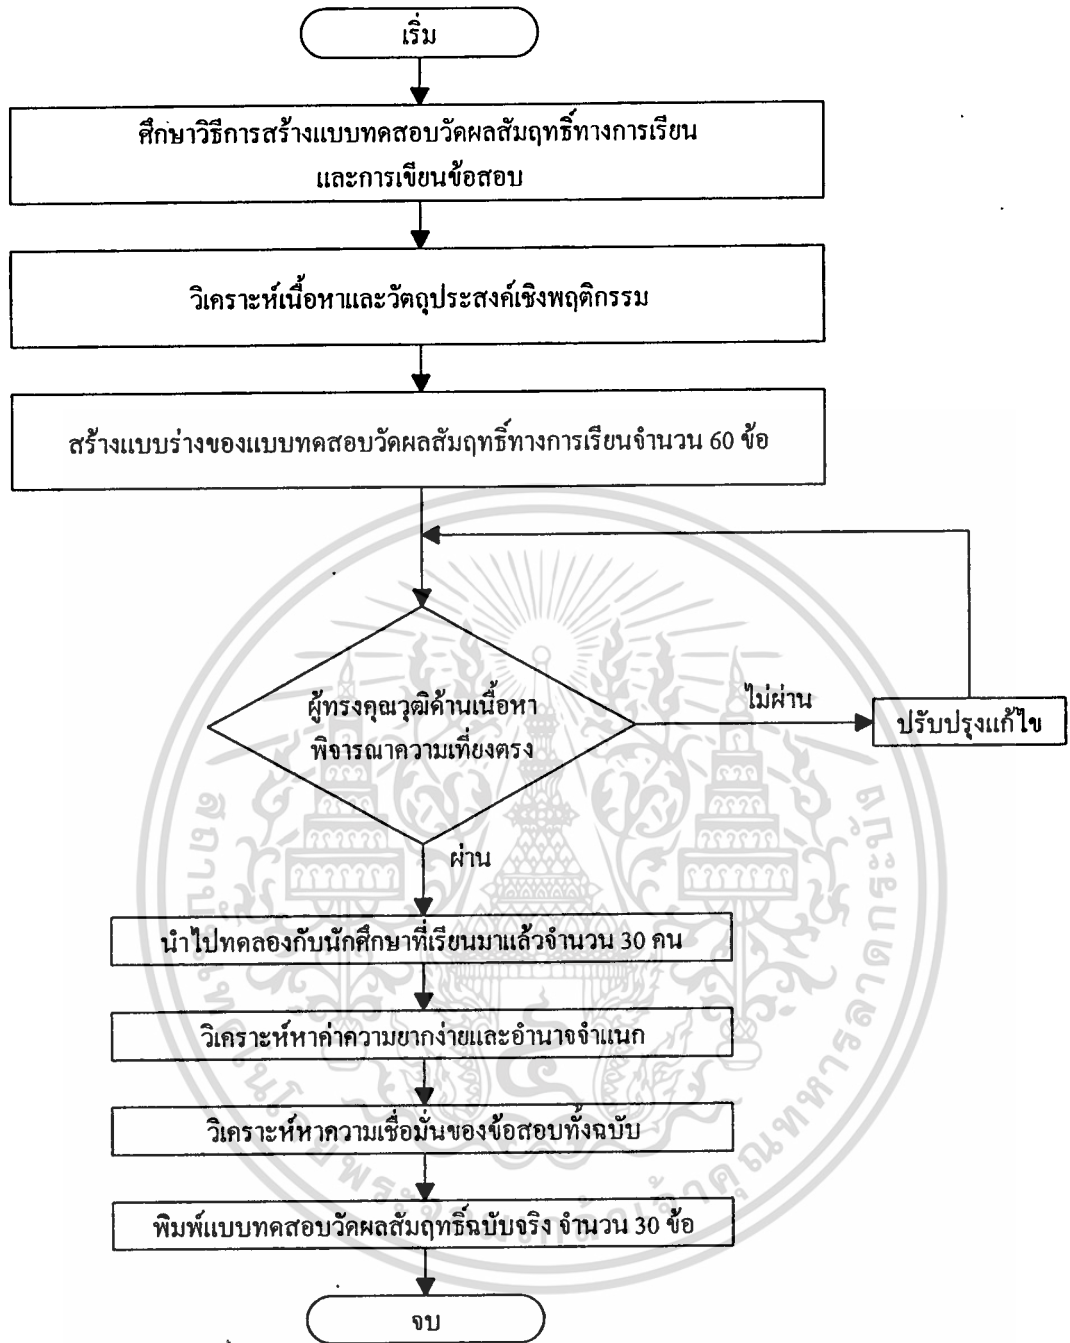 เริ่ม
ศึกษาวิธีการสร้างแบบทดสอบวัดผลสัมฤทธิ์ทางการเรียน
และการเขียนข้อสอบ
วิเคราะห์เนื้อหาและวัตถุประสงค์เชิงพฤติกรรม
สร้างแบบร่างของแบบทดสอบวัดผลสัมฤทธิ์ทางการเรียนจำนวน 60 ข้อ
ผู้ทรงคุณวุฒิด้านเนื้อหา
พิจารณาความเที่ยงตรง
ไม่ผ่าน
ปรับปรุงแก้ไข
ผ่าน
นำไปทดลองกับนักศึกษาที่เรียนมาแล้วจำนวน 30 คน
วิเคราะห์หาค่าความยากง่ายและอำนาจจำแนก
วิเคราะห์หาความเชื่อมั่นของข้อสอบทั้งฉบับ
พิมพ์แบบทดสอบวัดผลสัมฤทธิ์ฉบับจริง จำนวน 30 ข้อ
จบ